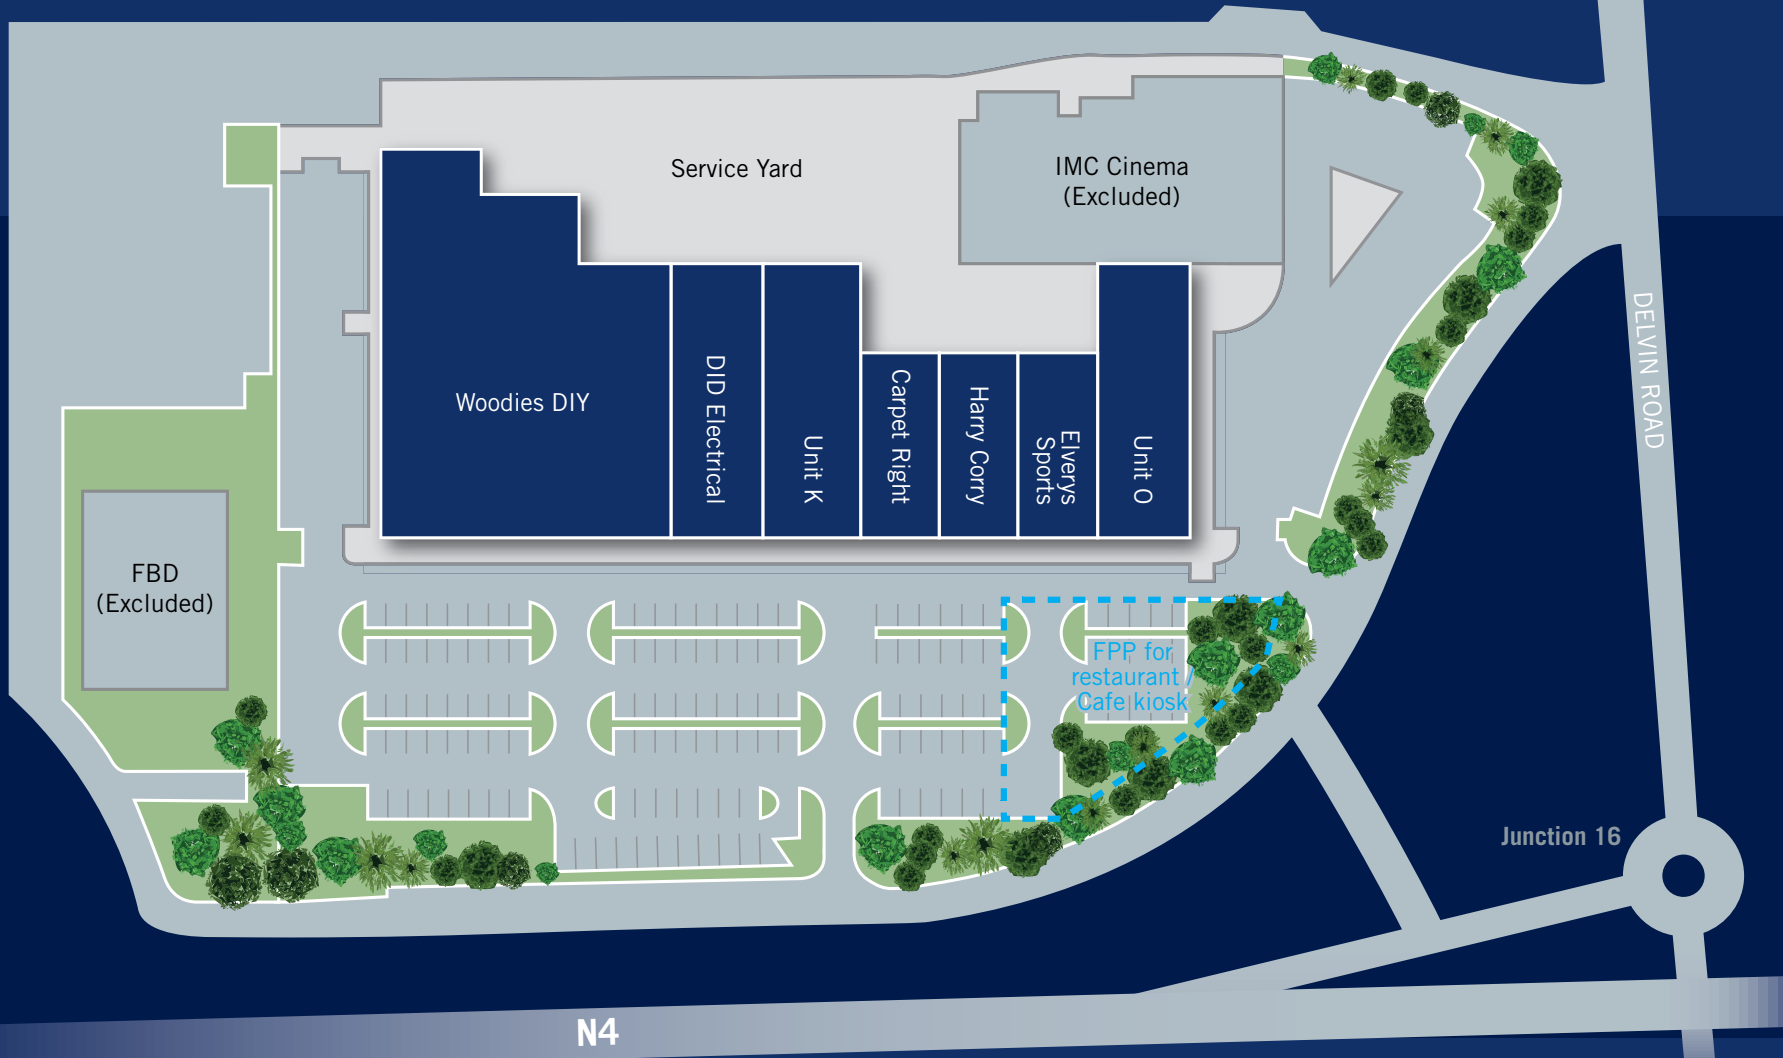 Service Yard
IMC Cinema
(Excluded)
Woodies DIY
DID Electrical
Unit K
Carpet Right
Harry Corry
Elverys
Sports
Unit O
DELVIN ROAD
FBD
(Excluded)
FPP for
restaurant /
Cafe kiosk
Junction 16
N4